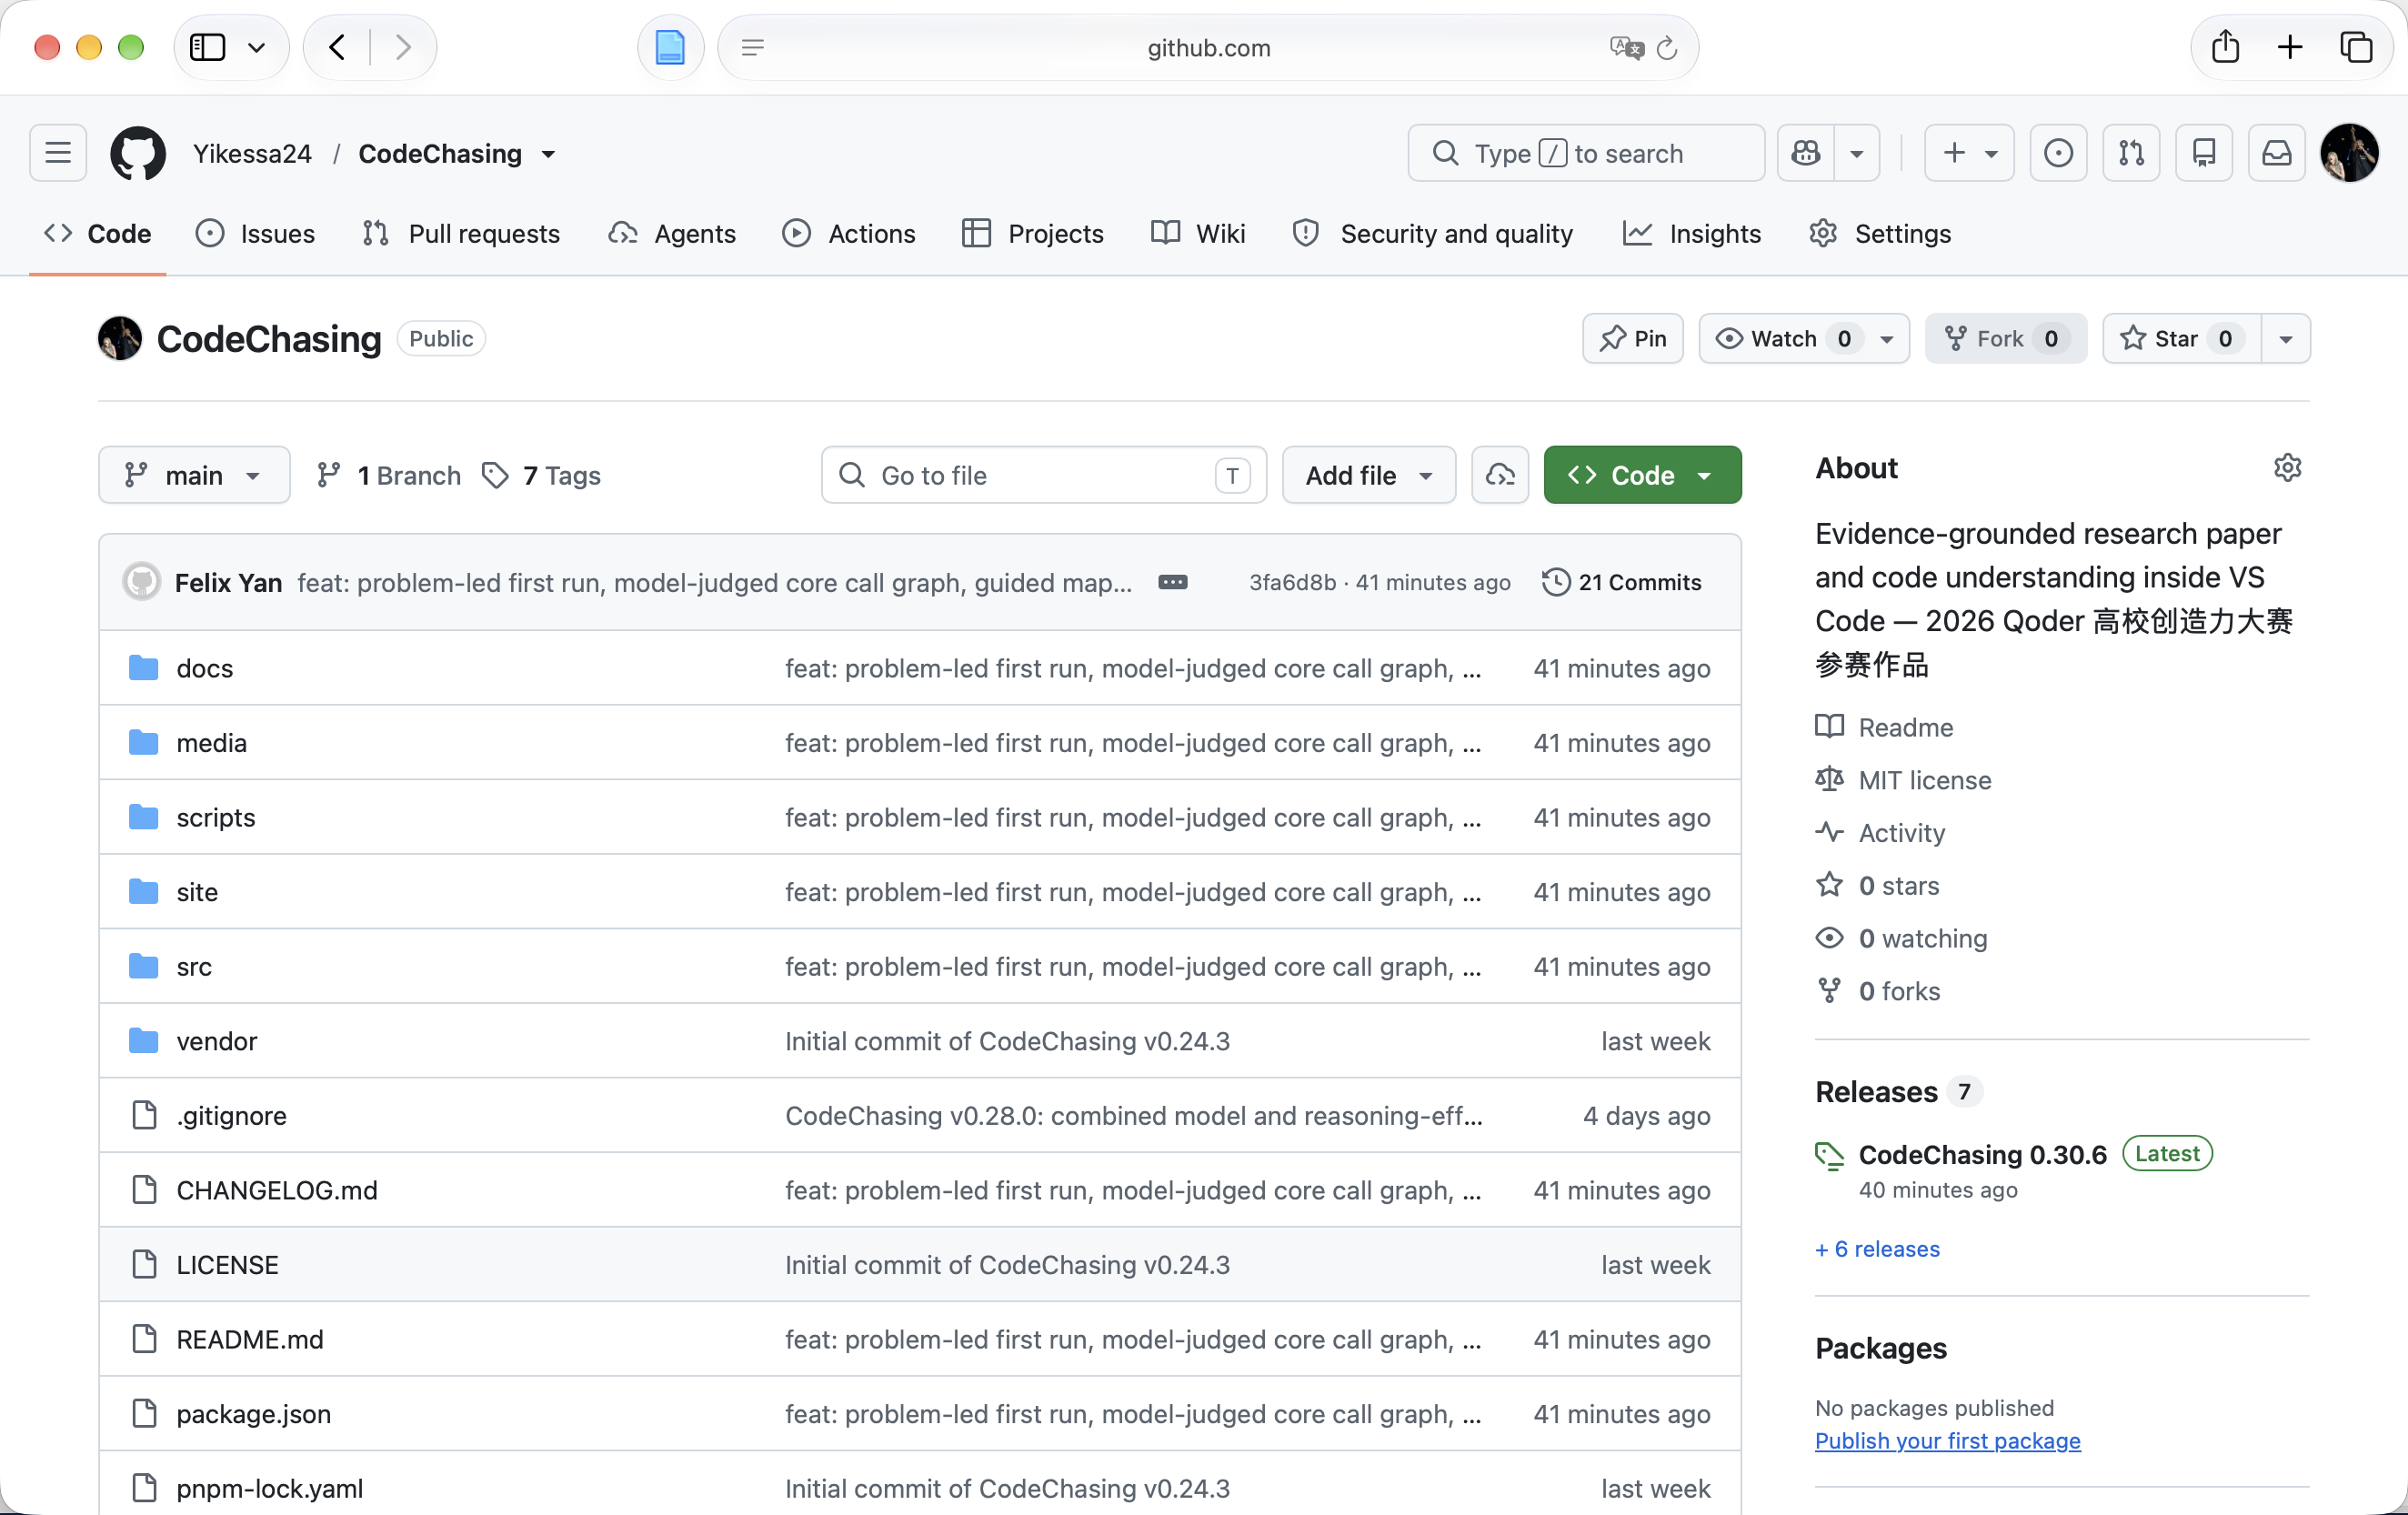 github.com
Yikessa24 / CodeChasing
Type / to search
Code
Issues
Pull requests
Agents
Actions
Projects
Wiki
Security and quality
Insights
Settings
CodeChasing Public
Pin
Watch 0
Fork 0
Star 0
main
1 Branch
7 Tags
Go to file T
Add file
Code
Felix Yan feat: problem-led first run, model-judged core call graph, guided map... 3fa6d8b · 41 minutes ago 21 Commits
docs feat: problem-led first run, model-judged core call graph, ... 41 minutes ago
media feat: problem-led first run, model-judged core call graph, ... 41 minutes ago
scripts feat: problem-led first run, model-judged core call graph, ... 41 minutes ago
site feat: problem-led first run, model-judged core call graph, ... 41 minutes ago
src feat: problem-led first run, model-judged core call graph, ... 41 minutes ago
vendor Initial commit of CodeChasing v0.24.3 last week
.gitignore CodeChasing v0.28.0: combined model and reasoning-eff... 4 days ago
CHANGELOG.md feat: problem-led first run, model-judged core call graph, ... 41 minutes ago
LICENSE Initial commit of CodeChasing v0.24.3 last week
README.md feat: problem-led first run, model-judged core call graph, ... 41 minutes ago
package.json feat: problem-led first run, model-judged core call graph, ... 41 minutes ago
pnpm-lock.yaml Initial commit of CodeChasing v0.24.3 last week
About
Evidence-grounded research paper
and code understanding inside VS
Code — 2026 Qoder 高校创造力大赛
参赛作品
Readme
MIT license
Activity
0 stars
0 watching
0 forks
Releases 7
CodeChasing 0.30.6 Latest
40 minutes ago
+ 6 releases
Packages
No packages published
Publish your first package